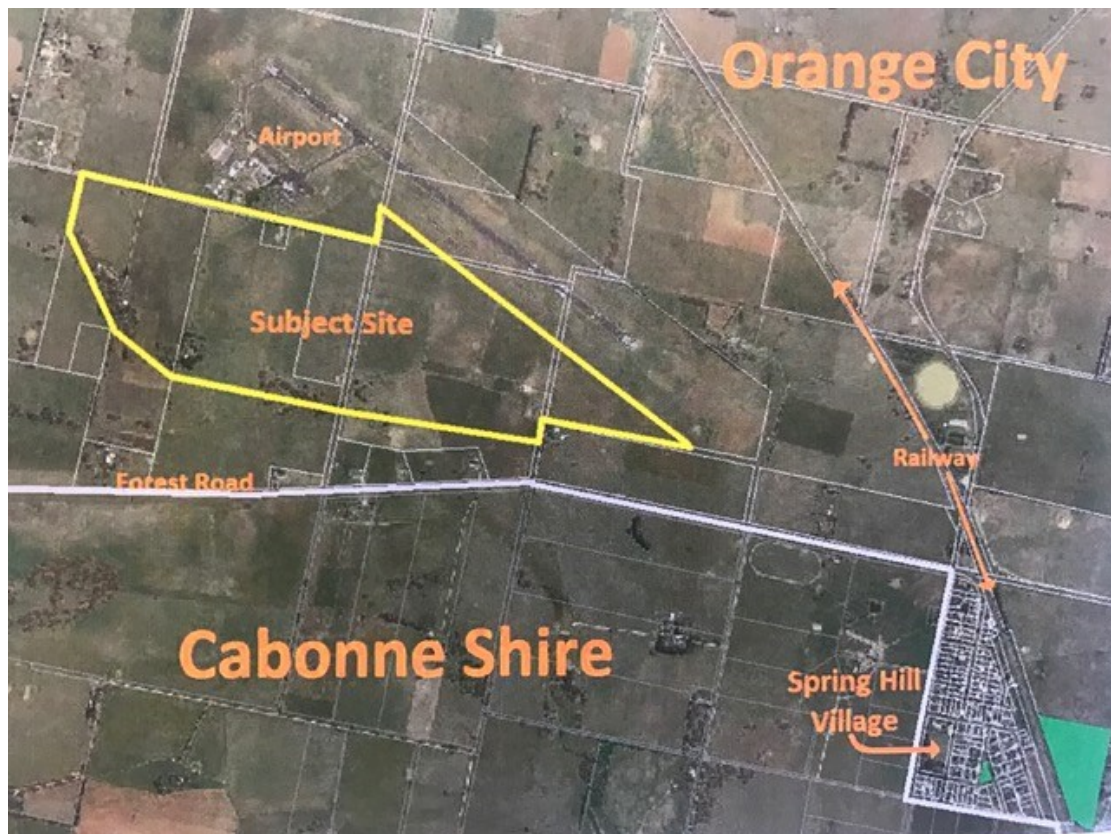 Orange City
Airport
Subject Site
Railway
Forest Road
Cabonne Shire
Spring Hill
Village